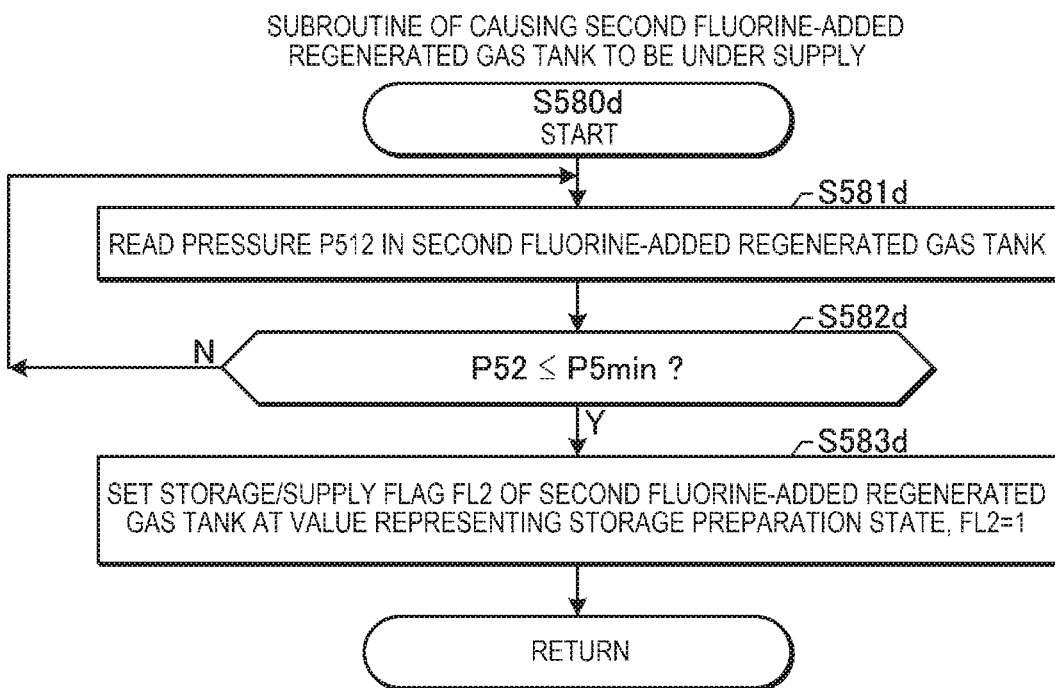 SUBROUTINE OF CAUSING SECOND FLUORINE-ADDED
REGENERATED GAS TANK TO BE UNDER SUPPLY
S580d
START
S581d
READ PRESSURE P512 IN SECOND FLUORINE-ADDED REGENERATED GAS TANK
S582d
N
P52 ≤ P5min ?
Y
S583d
SET STORAGE/SUPPLY FLAG FL2 OF SECOND FLUORINE-ADDED REGENERATED
GAS TANK AT VALUE REPRESENTING STORAGE PREPARATION STATE, FL2=1
RETURN